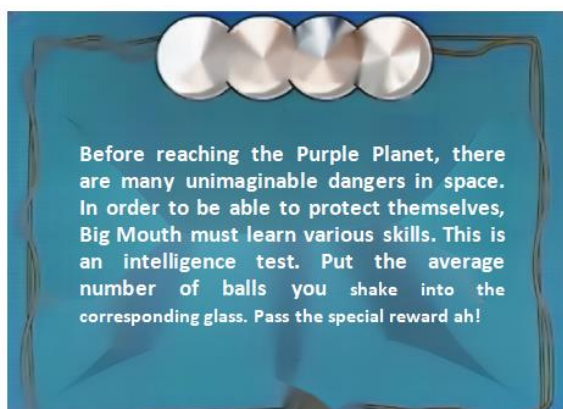 Before reaching the Purple Planet, there
are many unimaginable dangers in space.
In order to be able to protect themselves,
Big Mouth must learn various skills. This is
an intelligence test. Put the average
number of balls you shake into the
corresponding glass. Pass the special reward ah!